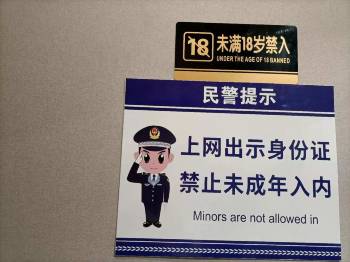 18 未满18岁禁入
UNDER THE AGE OF 18 BANNED
民警提示
上网出示身份证
禁止未成年入内
Minors are not allowed in